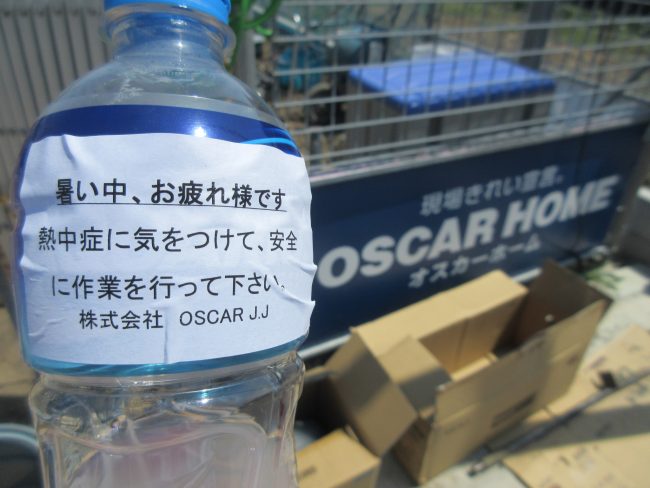 暑い中、お疲れ様です
熱中症に気をつけて、安全
に作業を行って下さい。
株式会社 OSCAR J.J
現場きれい宣言。
OSCAR HOME
オスカーホーム